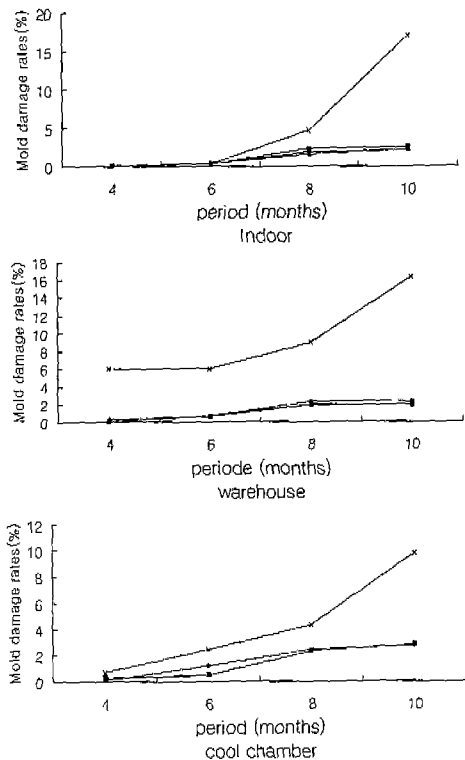 20
15
10
5
0
Mold damage rates(%)
4 6 8 10
period (months)
Indoor
18
16
14
12
10
8
6
4
2
0
Mold damage rates(%)
4 6 8 10
periode (months)
warehouse
12
10
8
6
4
2
0
Mold damage rates(%)
4 6 8 10
period (months)
cool chamber